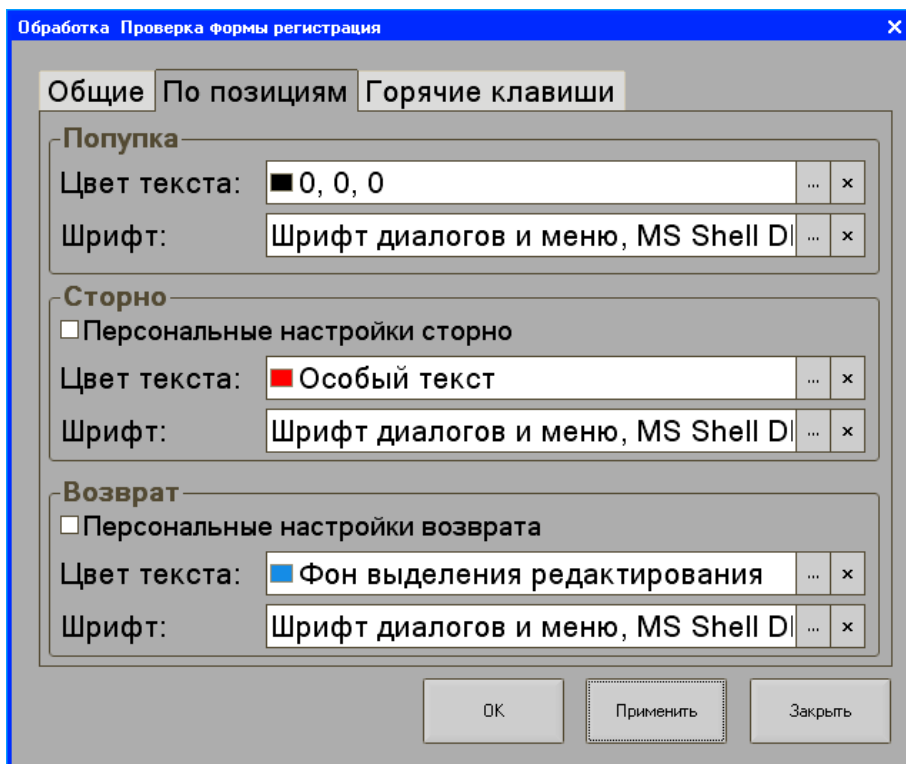 Обработка Проверка формы регистрация
Общие По позициям Горячие клавиши
Попупка
Цвет текста: 0, 0, 0 ... ×
Шрифт: Шрифт диалогов и меню, MS Shell Dl ... ×
Сторно
Персональные настройки сторно
Цвет текста: Особый текст ... ×
Шрифт: Шрифт диалогов и меню, MS Shell Dl ... ×
Возврат
Персональные настройки возврата
Цвет текста: Фон выделения редактирования ... ×
Шрифт: Шрифт диалогов и меню, MS Shell Dl ... ×
OK Применить Закрыть